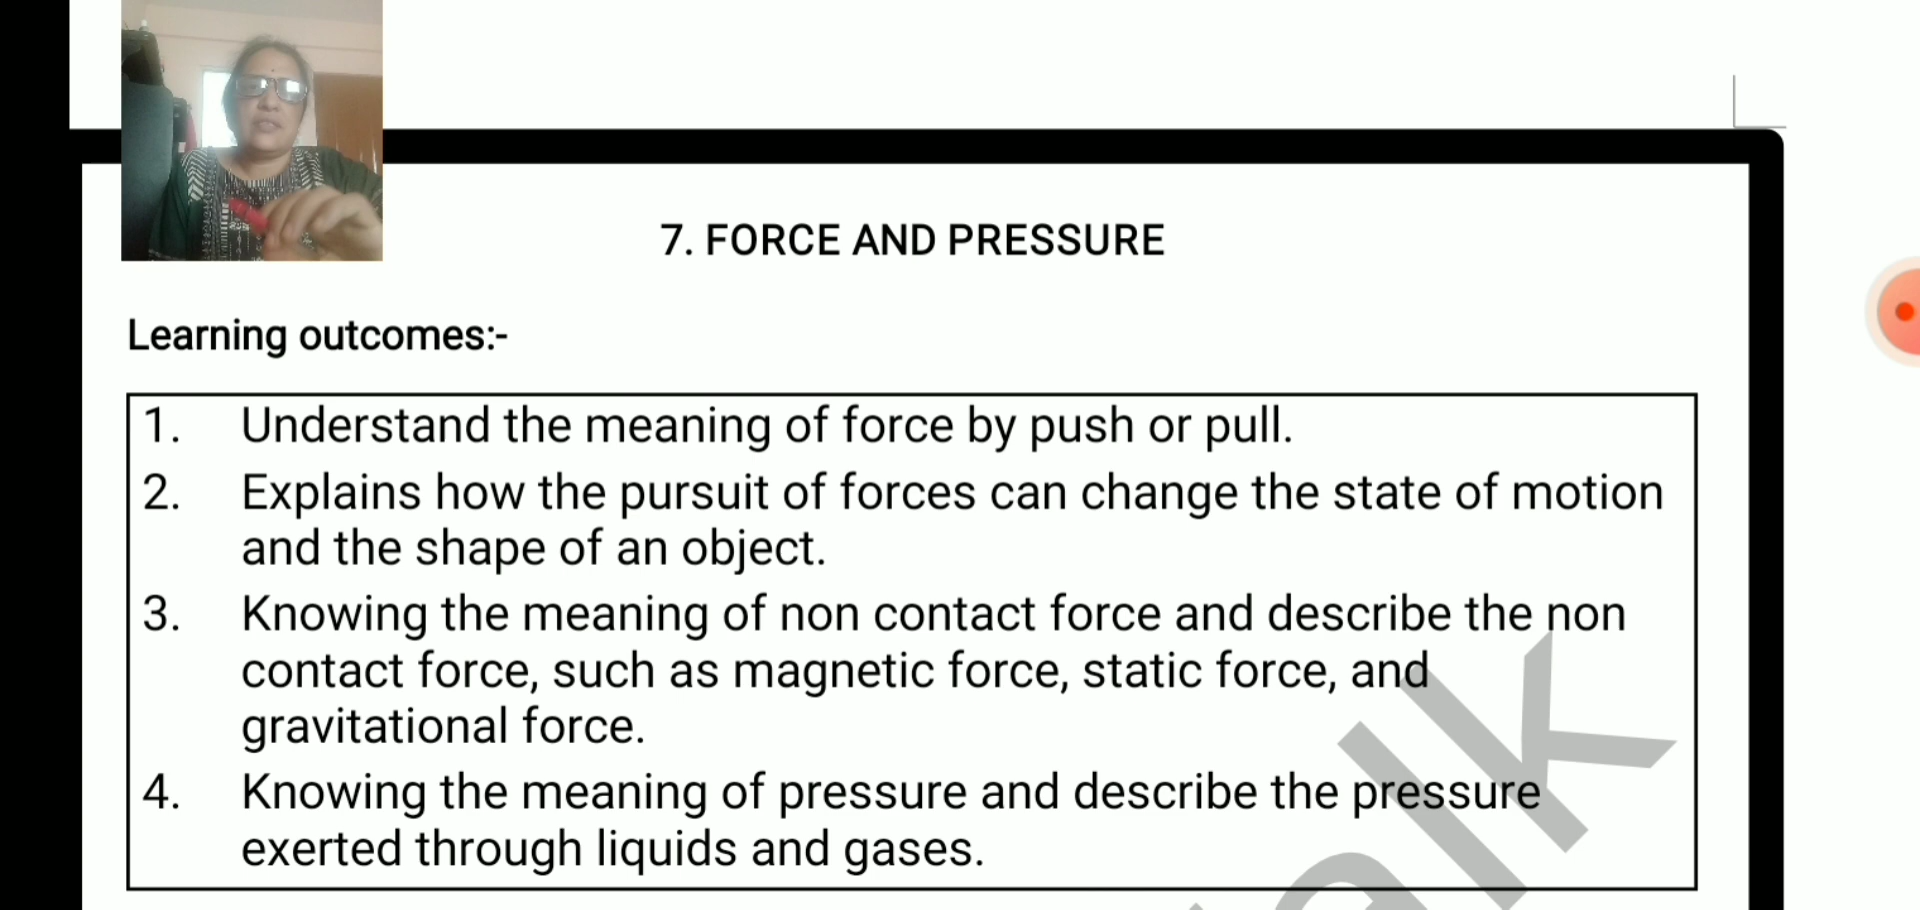 7. FORCE AND PRESSURE
Learning outcomes:-
1. Understand the meaning of force by push or pull.
2. Explains how the pursuit of forces can change the state of motion
and the shape of an object.
3. Knowing the meaning of non contact force and describe the non
contact force, such as magnetic force, static force, and
gravitational force.
4. Knowing the meaning of pressure and describe the pressure
exerted through liquids and gases.
alk